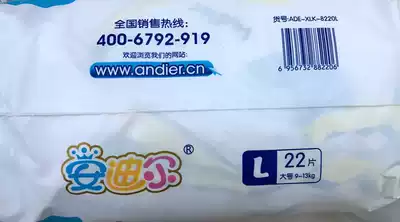 全国销售热线:
400-6792-919
欢迎浏览我们的网站:
www.andier.cn
货号:ADE-XLK-8220L
6 956732 882206
安迪尔®
L 22片
大号 9~13kg